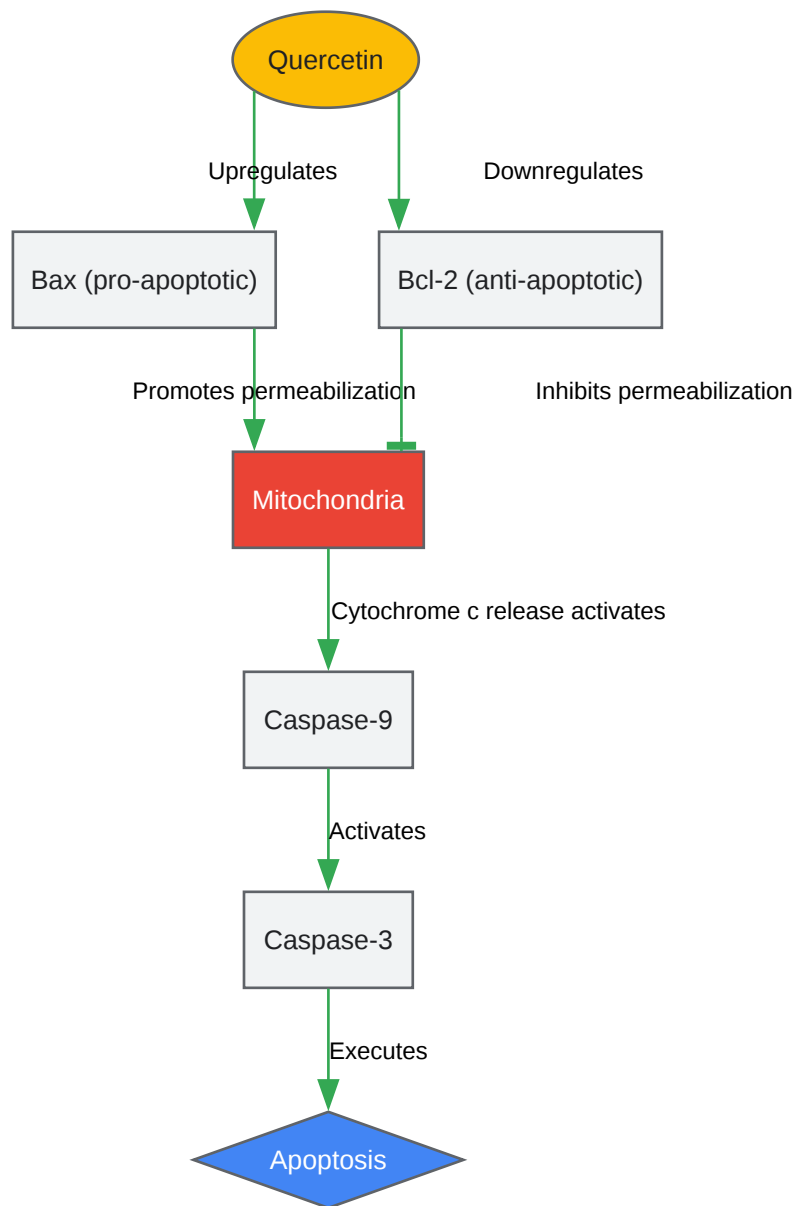 Quercetin
Upregulates
Downregulates
Bax (pro-apoptotic)
Bcl-2 (anti-apoptotic)
Promotes permeabilization
Inhibits permeabilization
Mitochondria
Cytochrome c release activates
Caspase-9
Activates
Caspase-3
Executes
Apoptosis